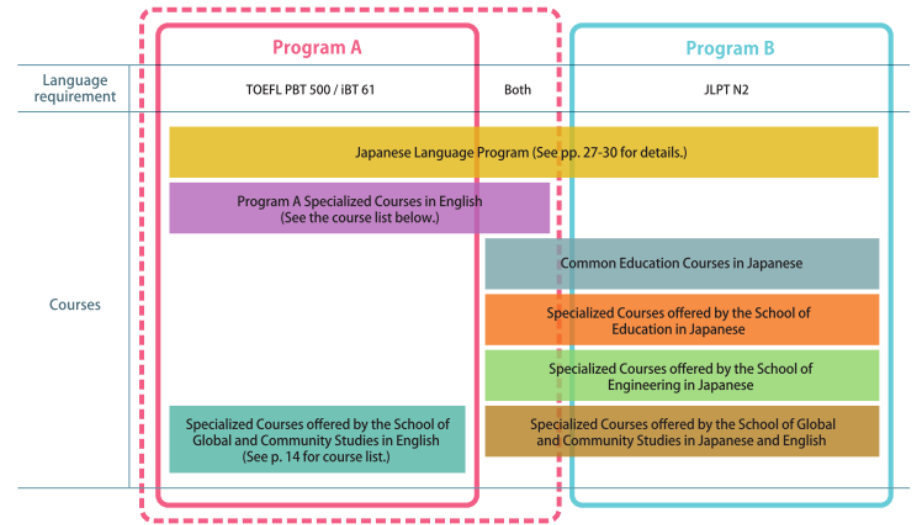 Program A
Program B
Language
requirement
TOEFL PBT 500 / iBT 61
Both
JLPT N2
Courses
Japanese Language Program (See pp. 27-30 for details.)
Program A Specialized Courses in English
(See the course list below.)
Common Education Courses in Japanese
Specialized Courses offered by the School of
Education in Japanese
Specialized Courses offered by the School of
Engineering in Japanese
Specialized Courses offered by the School of
Global and Community Studies in English
(See p. 14 for course list.)
Specialized Courses offered by the School of Global
and Community Studies in Japanese and English